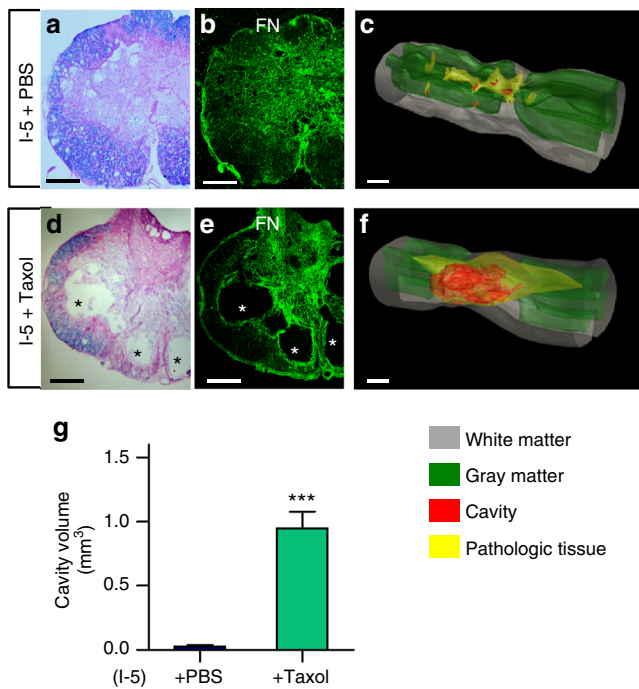 a
b
FN
c
I-5 + PBS
d
*
*
*
e
FN
*
*
*
f
I-5 + Taxol
g
White matter
Gray matter
Cavity
Pathologic tissue
Cavity volume
(mm3)
1.5
1.0
0.5
0.0
***
(I-5)
+PBS
+Taxol